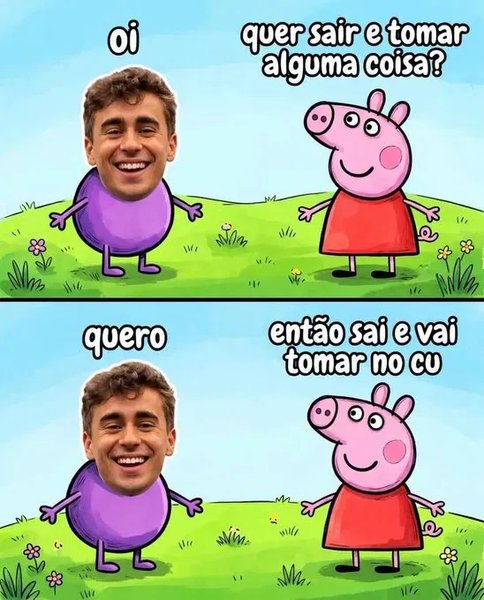 oi
quer sair e tomar
alguma coisa?
quero
então sai e vai
tomar no cu